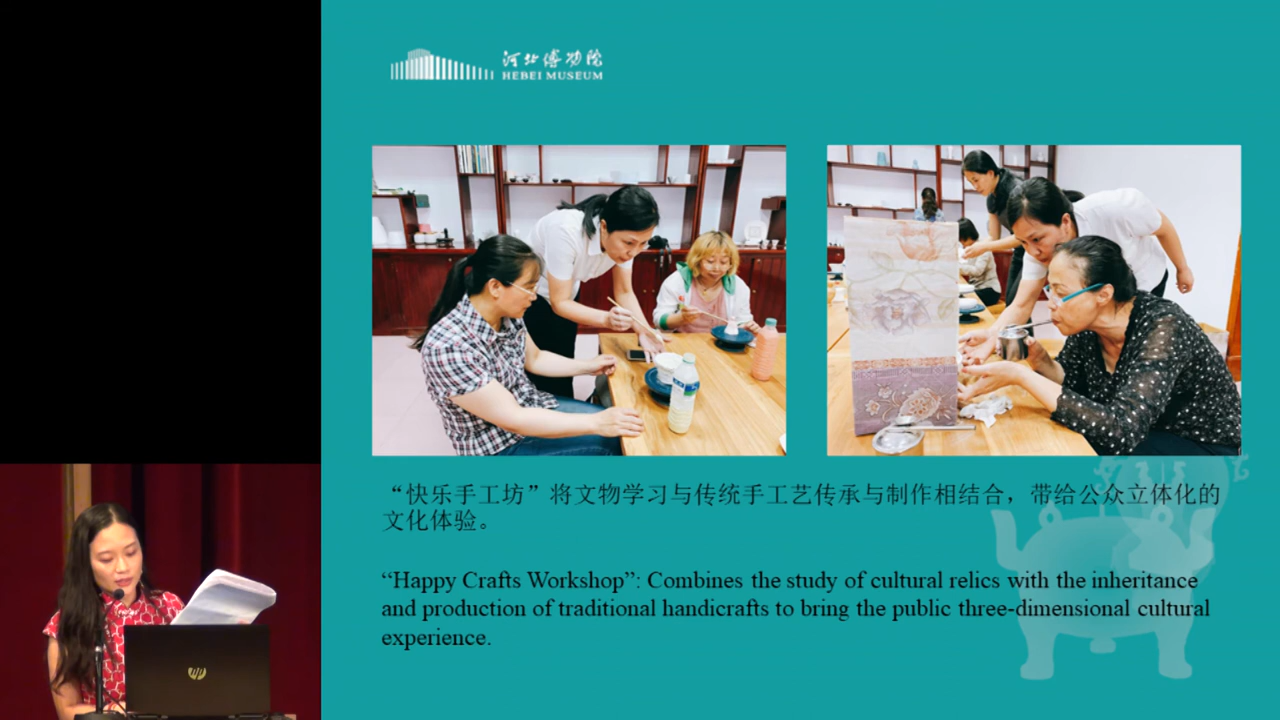 河北博物院
HEBEI MUSEUM
“快乐手工坊”将文物学习与传统手工艺传承与制作相结合，带给公众立体化的
文化体验。
“Happy Crafts Workshop”: Combines the study of cultural relics with the inheritance
and production of traditional handicrafts to bring the public three-dimensional cultural
experience.
hp